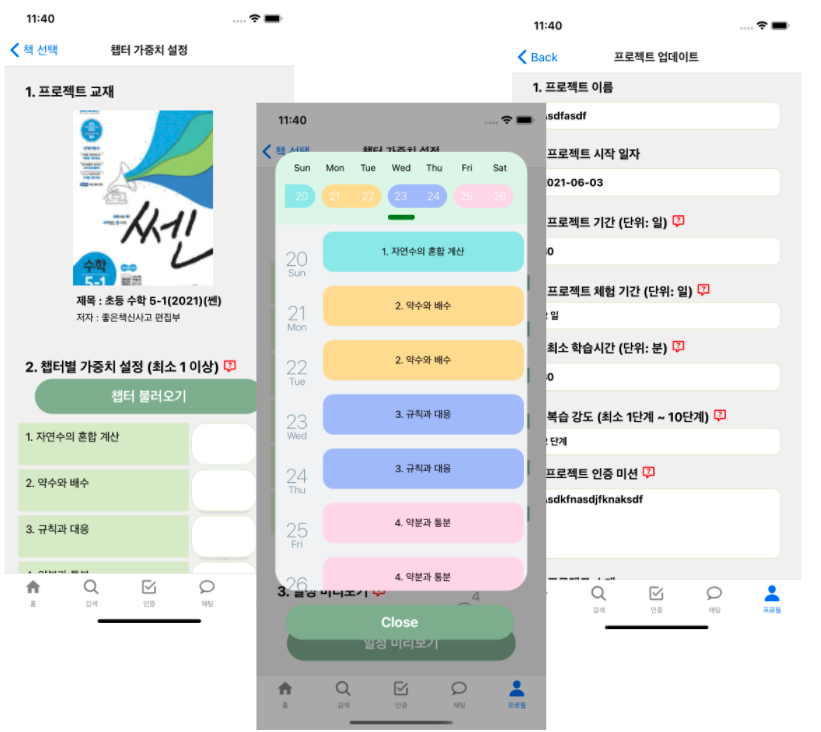 11:40
책 선택
챕터 가중치 설정
1. 프로젝트 교재
쎈
수학
5-1
제목 : 초등 수학 5-1(2021)(쎈)
저자 : 좋은책신사고 편집부
2. 챕터별 가중치 설정 (최소 1 이상)
챕터 불러오기
1. 자연수의 혼합 계산
2. 약수와 배수
3. 규칙과 대응
홈
검색
인증
채팅
11:40
책 선택
챕터 가중치 설정
Sun Mon Tue Wed Thu Fri Sat
20 21 22 23 24 25 26
20 Sun
1. 자연수의 혼합 계산
21 Mon
2. 약수와 배수
22 Tue
2. 약수와 배수
23 Wed
3. 규칙과 대응
24 Thu
3. 규칙과 대응
25 Fri
4. 약분과 통분
26
4. 약분과 통분
3. 일정 미리보기
4
Close
일정 미리보기
홈
검색
인증
채팅
프로필
11:40
Back
프로젝트 업데이트
1. 프로젝트 이름
sdfasdf
프로젝트 시작 일자
021-06-03
프로젝트 기간 (단위: 일)
0
프로젝트 체험 기간 (단위: 일)
일
최소 학습시간 (단위: 분)
0
복습 강도 (최소 1단계 ~ 10단계)
단계
프로젝트 인증 미션
sdkfnasdjfknaksdf
검색
인증
채팅
프로필